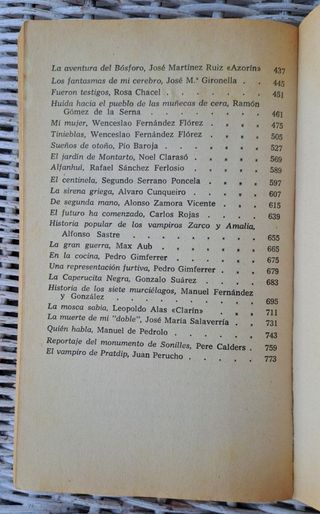 La aventura del Bósforo, José Martínez Ruiz «Azorín» 437
Los fantasmas de mi cerebro, José M.ª Gironella . . 445
Fueron testigos, Rosa Chacel . . . . . . 451
Huida hacia el pueblo de las muñecas de cera, Ramón
Gómez de la Serna . . . . . . 461
Mi mujer, Wenceslao Fernández Flórez » » » 475
Tinieblas, Wenceslao Fernández Flórez » » » 505
Sueños de otoño, Pío Baroja . » » » 527
El jardín de Montarto, Noel Clarasó . » » » 569
Alfanhuí, Rafael Sánchez Ferlosio . » » » 589
El centinela, Segundo Serrano Poncela . » » » 597
La sirena griega, Alvaro Cunqueiro . . . . 607
De segunda mano, Alonso Zamora Vicente . . . 615
El futuro ha comenzado, Carlos Rojas . . . . 639
Historia popular de los vampiros Zarco y Amalia,
Alfonso Sastre . . . . . . 655
La gran guerra, Max Aub . . . . . . 665
En la cocina, Pedro Gimferrer . . . . . 675
Una representación furtiva, Pedro Gimferrer . . . 679
La Caperucita Negra, Gonzalo Suárez . . . . 683
Historia de los siete murciélagos, Manuel Fernández
y González . . . . . . 695
La mosca sabia, Leopoldo Alas «Clarín» . » » » 711
La muerte de mi "doble", José María Salaverría . . 731
Quién habla, Manuel de Pedrolo . . . . . 743
Reportaje del monumento de Sonilles, Pere Calders . 759
El vampiro de Pratdip, Juan Perucho . . . . 773